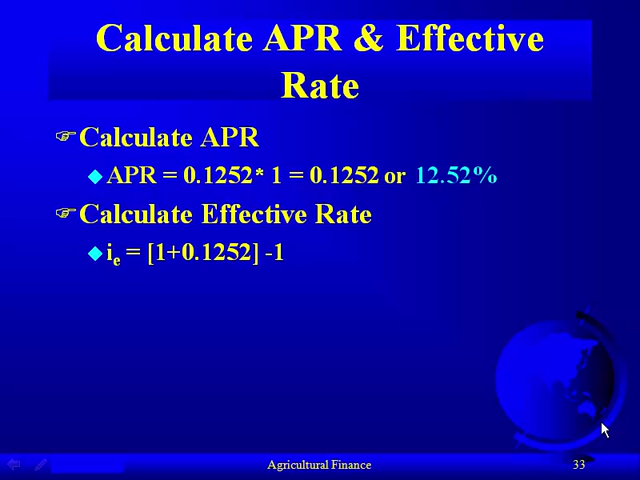 Calculate APR & Effective
Rate
Calculate APR
APR = 0.1252* 1 = 0.1252 or 12.52%
Calculate Effective Rate
ie = [1+0.1252] -1
Agricultural Finance
33